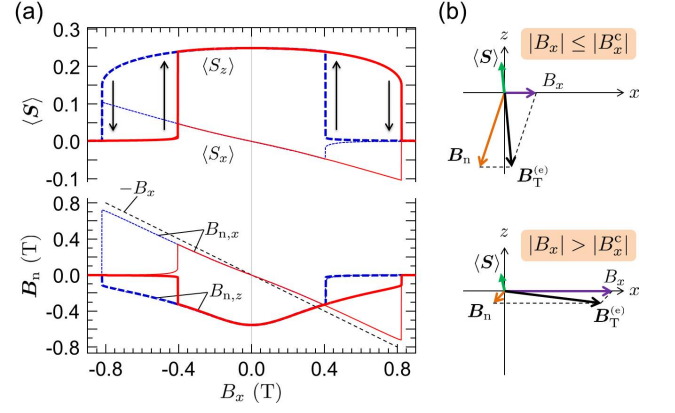 (a)
0.3
0.2
0.1
0.0
-0.1
⟨S⟩
⟨S_z⟩
⟨S_x⟩
0.8
0.4
-0.0
-0.4
-0.8
B_n (T)
−B_x
B_n,x
B_n,z
-0.8 -0.4 0.0 0.4 0.8
B_x (T)
(b)
z
|B_x| ≤ |B_x^c|
⟨S⟩
B_x
x
B_n
B_T^(e)
z
|B_x| > |B_x^c|
⟨S⟩
B_x
x
B_n
B_T^(e)